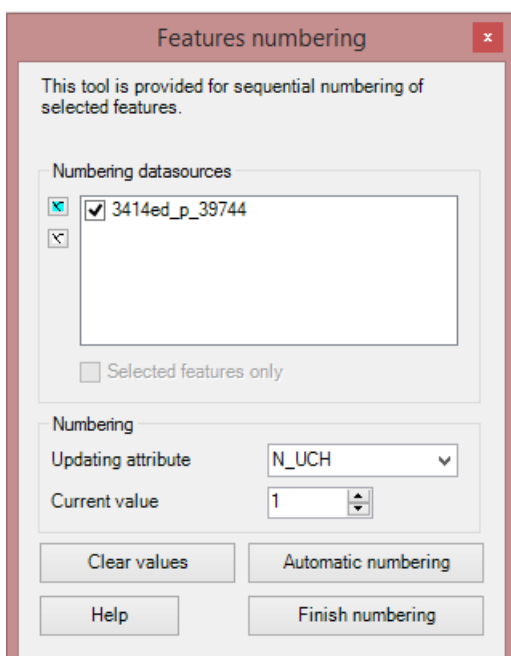 Features numbering
x
This tool is provided for sequential numbering of
selected features.
Numbering datasources
3414ed_p_39744
Selected features only
Numbering
Updating attribute
N_UCH
Current value
1
Clear values
Automatic numbering
Help
Finish numbering